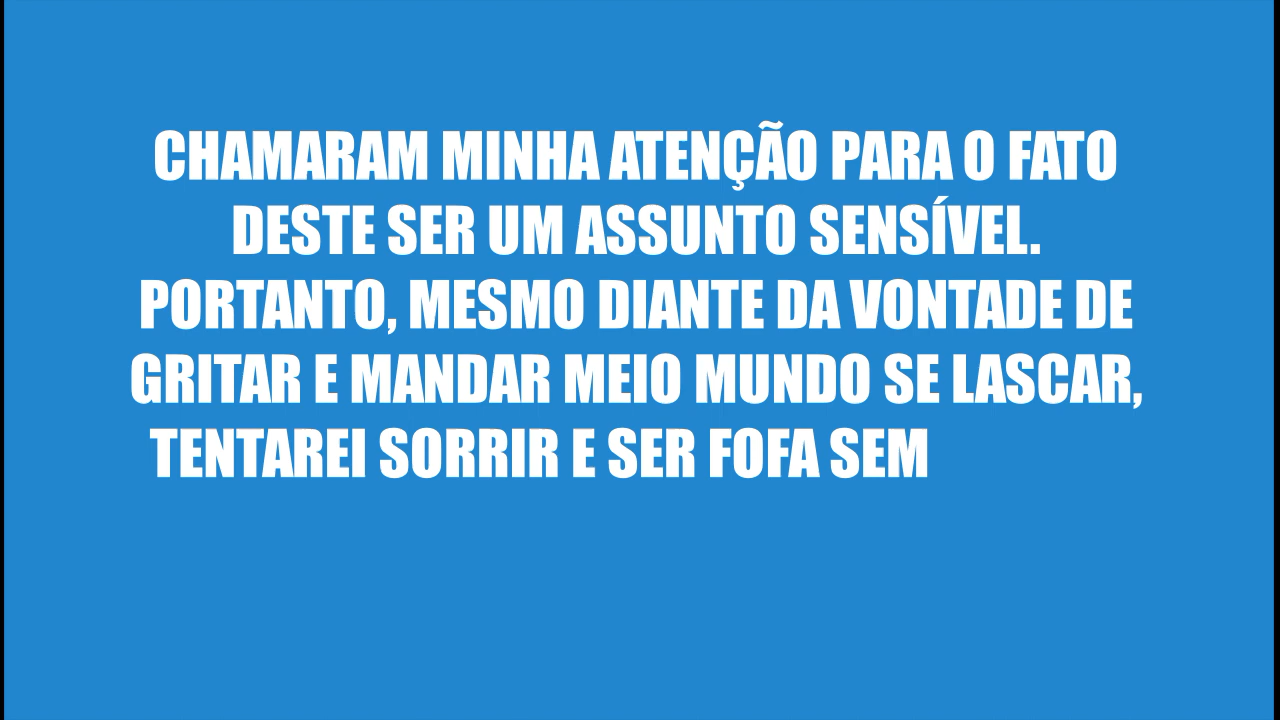 CHAMARAM MINHA ATENÇÃO PARA O FATO
DESTE SER UM ASSUNTO SENSÍVEL.
PORTANTO, MESMO DIANTE DA VONTADE DE
GRITAR E MANDAR MEIO MUNDO SE LASCAR,
TENTAREI SORRIR E SER FOFA SEM